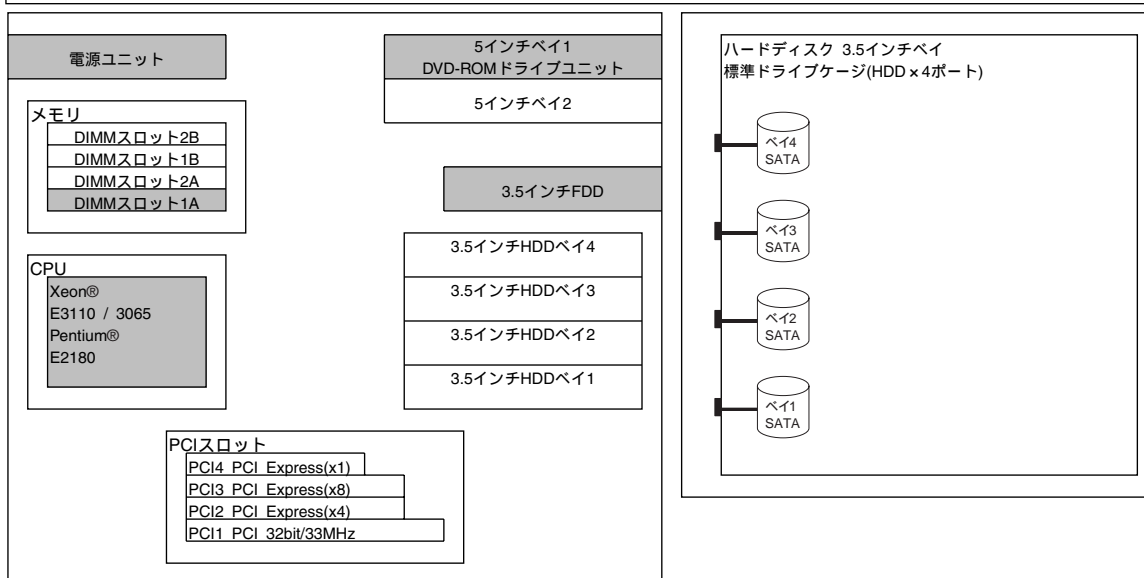 電源ユニット
5インチベイ1
DVD-ROMドライブユニット
5インチベイ2
メモリ
DIMMスロット2B
DIMMスロット1B
DIMMスロット2A
DIMMスロット1A
3.5インチFDD
3.5インチHDDベイ4
3.5インチHDDベイ3
3.5インチHDDベイ2
3.5インチHDDベイ1
CPU
Xeon®
E3110 / 3065
Pentium®
E2180
PCIスロット
PCI4 PCI Express(x1)
PCI3 PCI Express(x8)
PCI2 PCI Express(x4)
PCI1 PCI 32bit/33MHz
ハードディスク 3.5インチベイ
標準ドライブケージ(HDD×4ポート)
ベイ4
SATA
ベイ3
SATA
ベイ2
SATA
ベイ1
SATA